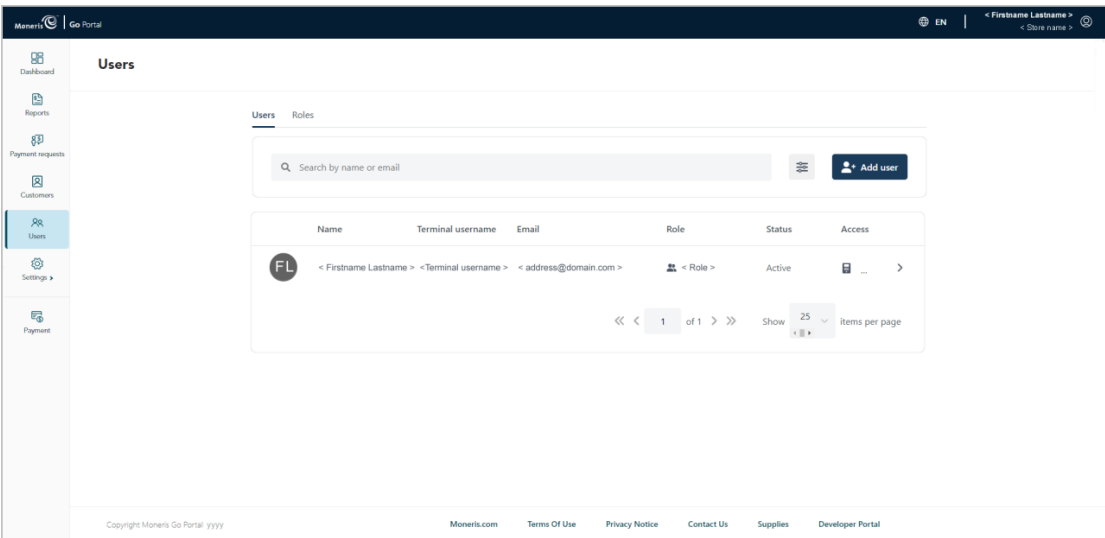 Moneris Go Portal
EN
< Firstname Lastname >
< Store name >
Dashboard
Reports
Payment requests
Customers
Users
Settings
Payment
Users
Users Roles
Search by name or email
Add user
Name Terminal username Email Role Status Access
FL < Firstname Lastname > <Terminal username > < address@domain.com > < Role > Active ...
1 of 1 Show 25 items per page
Copyright Moneris Go Portal yyyy Moneris.com Terms Of Use Privacy Notice Contact Us Supplies Developer Portal